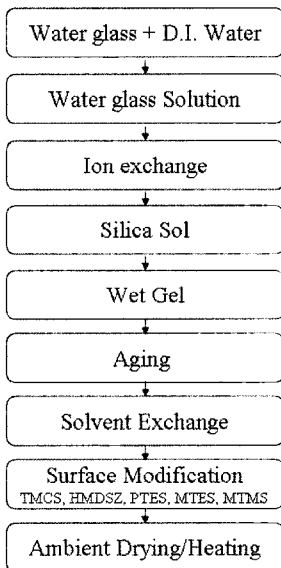 Water glass + D.I. Water
Water glass Solution
Ion exchange
Silica Sol
Wet Gel
Aging
Solvent Exchange
Surface Modification
TMCS, HMDSZ, PTES, MTES, MTMS
Ambient Drying/Heating